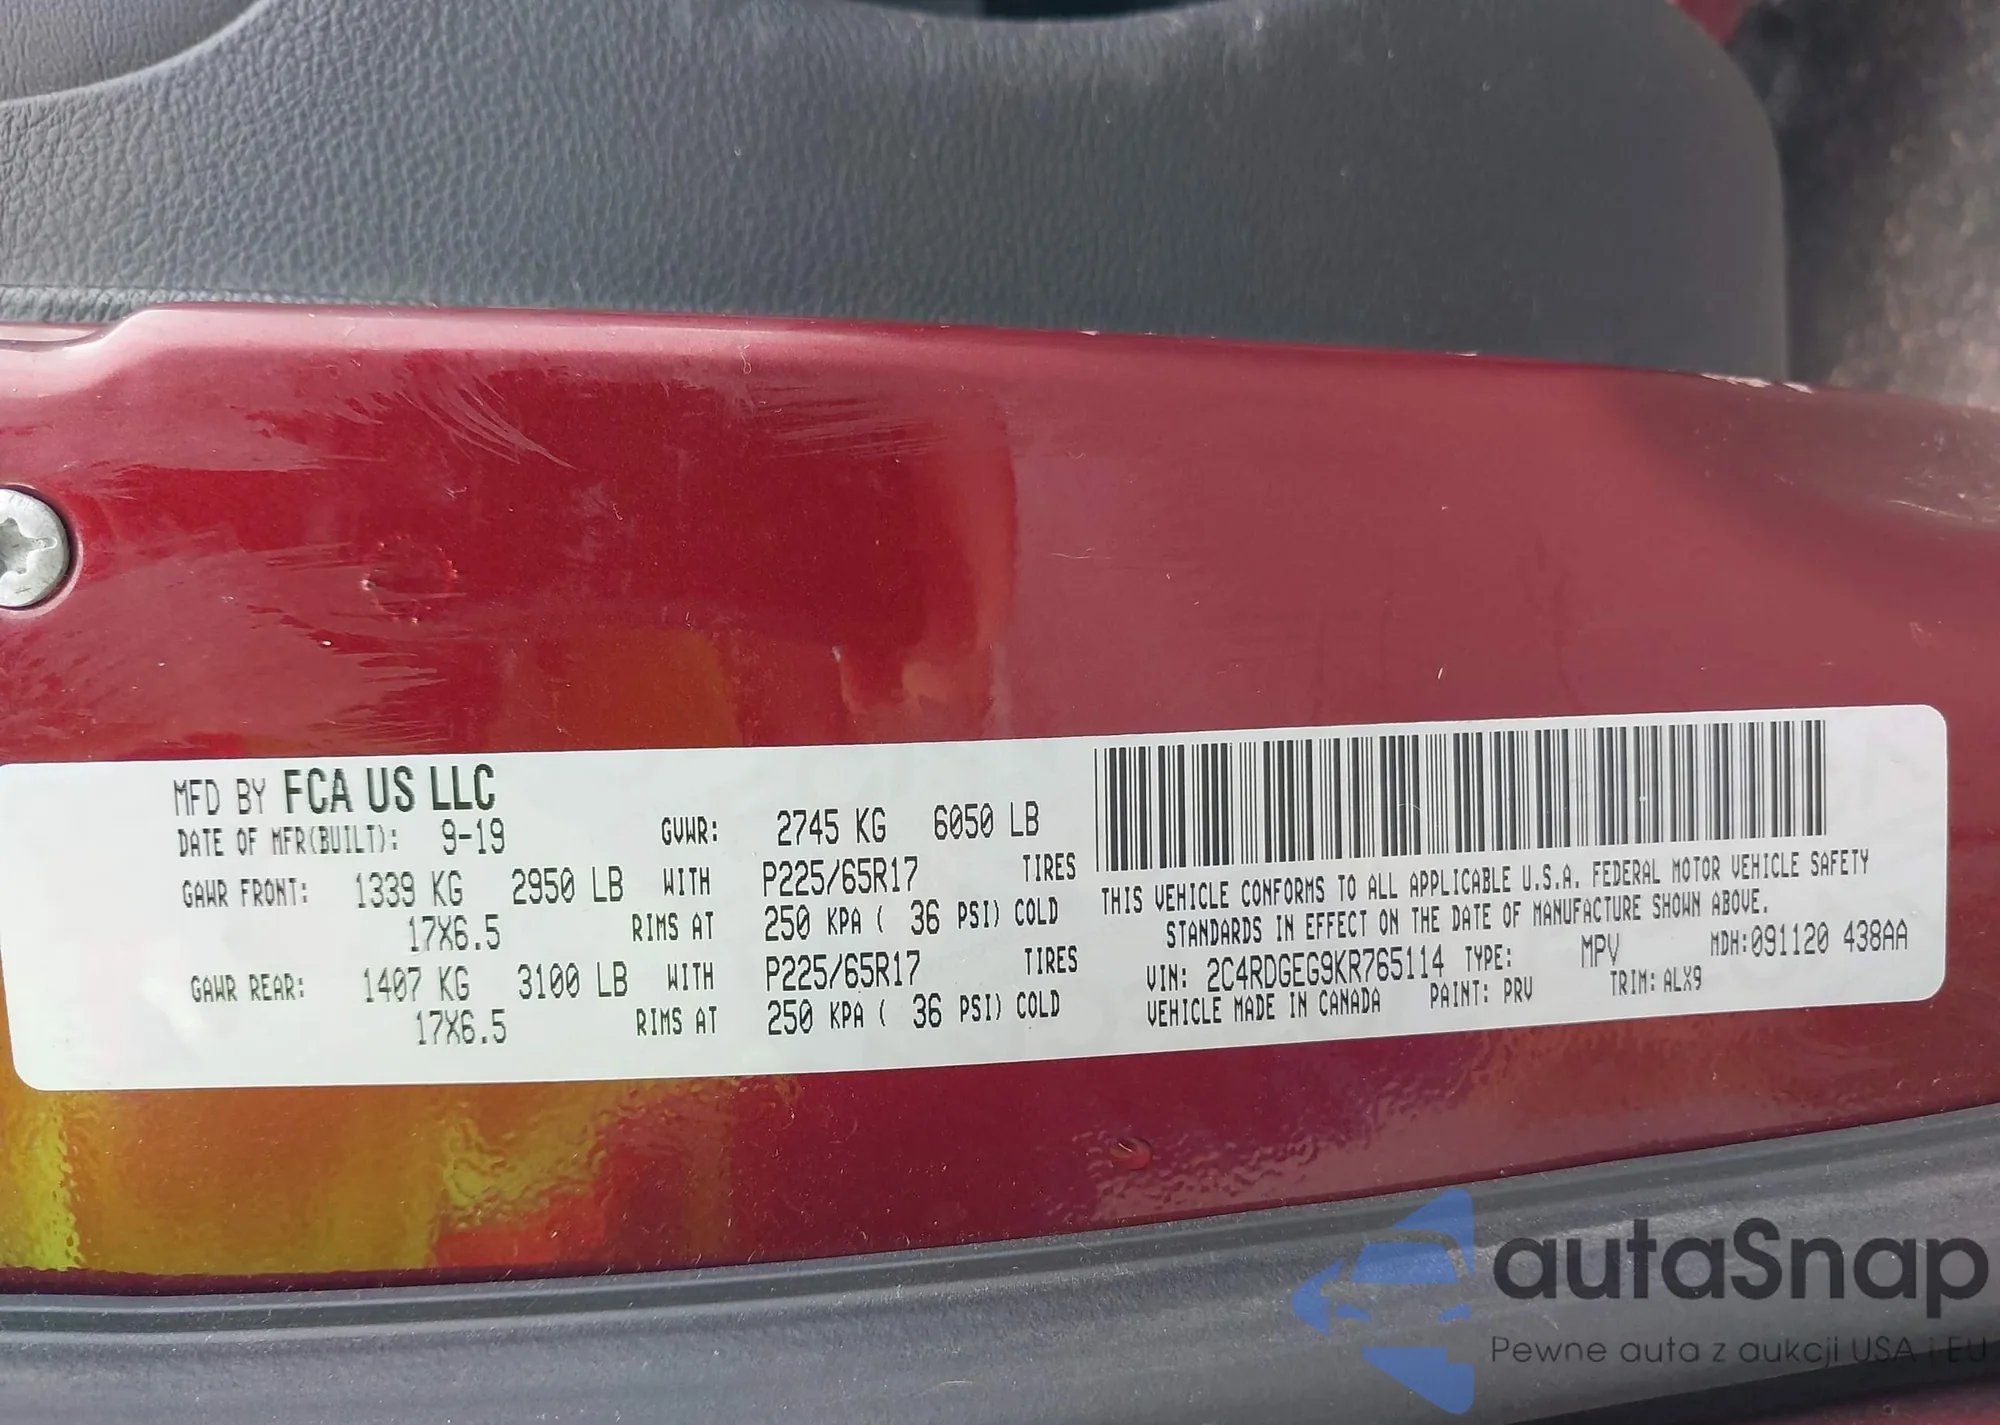 MFD BY FCA US LLC
DATE OF MFR(BUILT): 9-19 GVWR: 2745 KG 6050 LB
GAWR FRONT: 1339 KG 2950 LB WITH P225/65R17 TIRES
17X6.5 RIMS AT 250 KPA ( 36 PSI) COLD
GAWR REAR: 1407 KG 3100 LB WITH P225/65R17 TIRES
17X6.5 RIMS AT 250 KPA ( 36 PSI) COLD
THIS VEHICLE CONFORMS TO ALL APPLICABLE U.S.A. FEDERAL MOTOR VEHICLE SAFETY
STANDARDS IN EFFECT ON THE DATE OF MANUFACTURE SHOWN ABOVE.
VIN: 2C4RDGEG9KR765114 TYPE: MPV MDH:091120 438AA
VEHICLE MADE IN CANADA PAINT: PRV TRIM: ALX9
autaSnap
Pewne auta z aukcji USA i EU